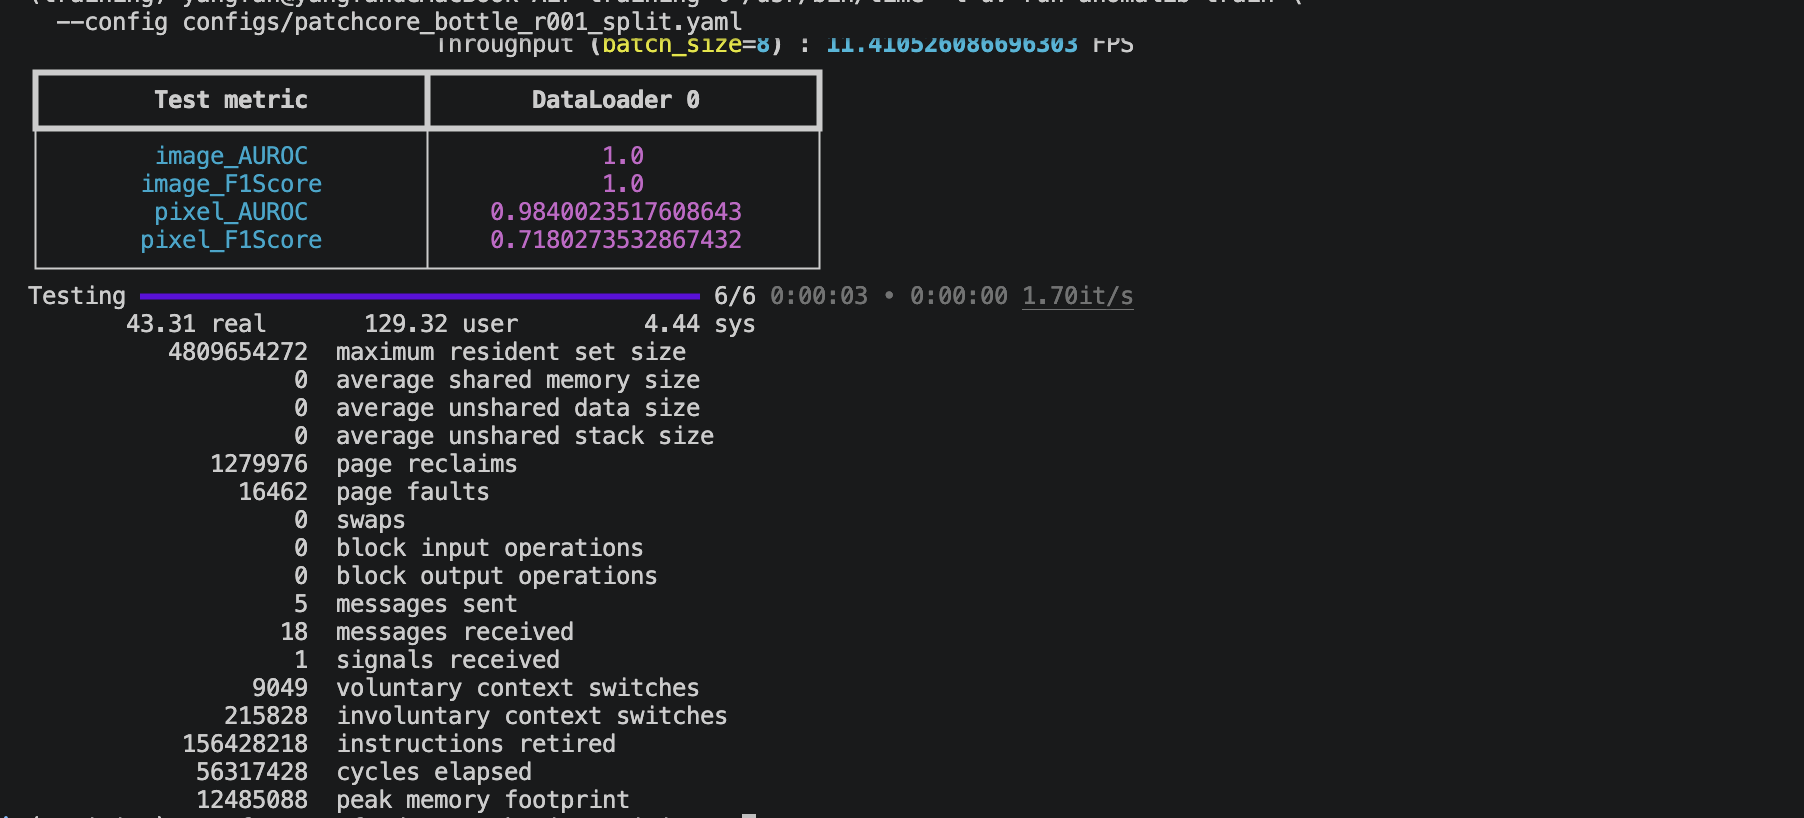 --config configs/patchcore_bottle_r001_split.yaml
Throughput (batch_size=8) : 11.410526086696303 FPS
Test metric DataLoader 0
image_AUROC 1.0
image_F1Score 1.0
pixel_AUROC 0.9840023517608643
pixel_F1Score 0.7180273532867432
Testing 6/6 0:00:03 • 0:00:00 1.70it/s
43.31 real 129.32 user 4.44 sys
4809654272 maximum resident set size
0 average shared memory size
0 average unshared data size
0 average unshared stack size
1279976 page reclaims
16462 page faults
0 swaps
0 block input operations
0 block output operations
5 messages sent
18 messages received
1 signals received
9049 voluntary context switches
215828 involuntary context switches
156428218 instructions retired
56317428 cycles elapsed
12485088 peak memory footprint